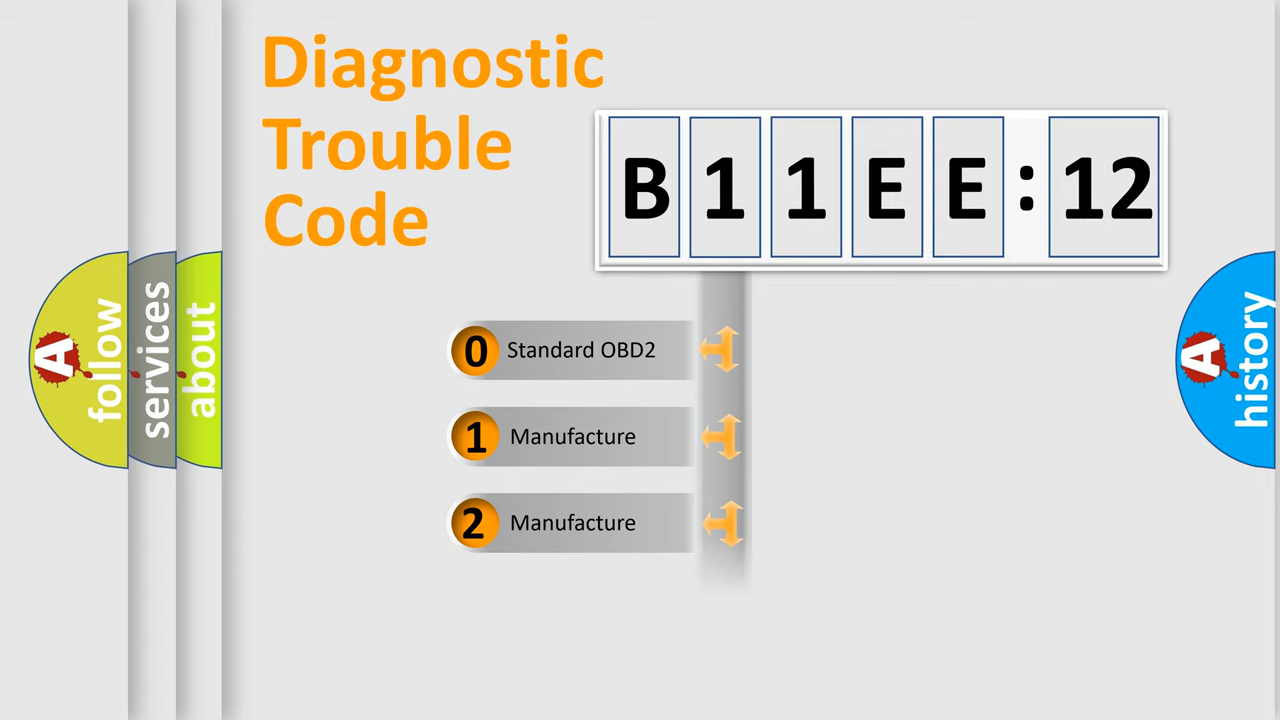 Diagnostic
Trouble
Code
B 1 1 E E : 12
0 Standard OBD2
1 Manufacture
2 Manufacture
A follow
services
about
A history